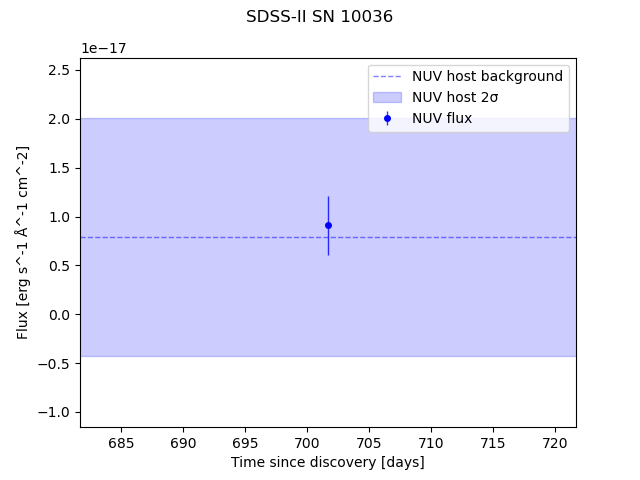 SDSS-II SN 10036
1e−17
NUV host background
NUV host 2σ
NUV flux
2.5
2.0
1.5
1.0
0.5
0.0
−0.5
−1.0
Flux [erg s^-1 Å^-1 cm^-2]
685 690 695 700 705 710 715 720
Time since discovery [days]